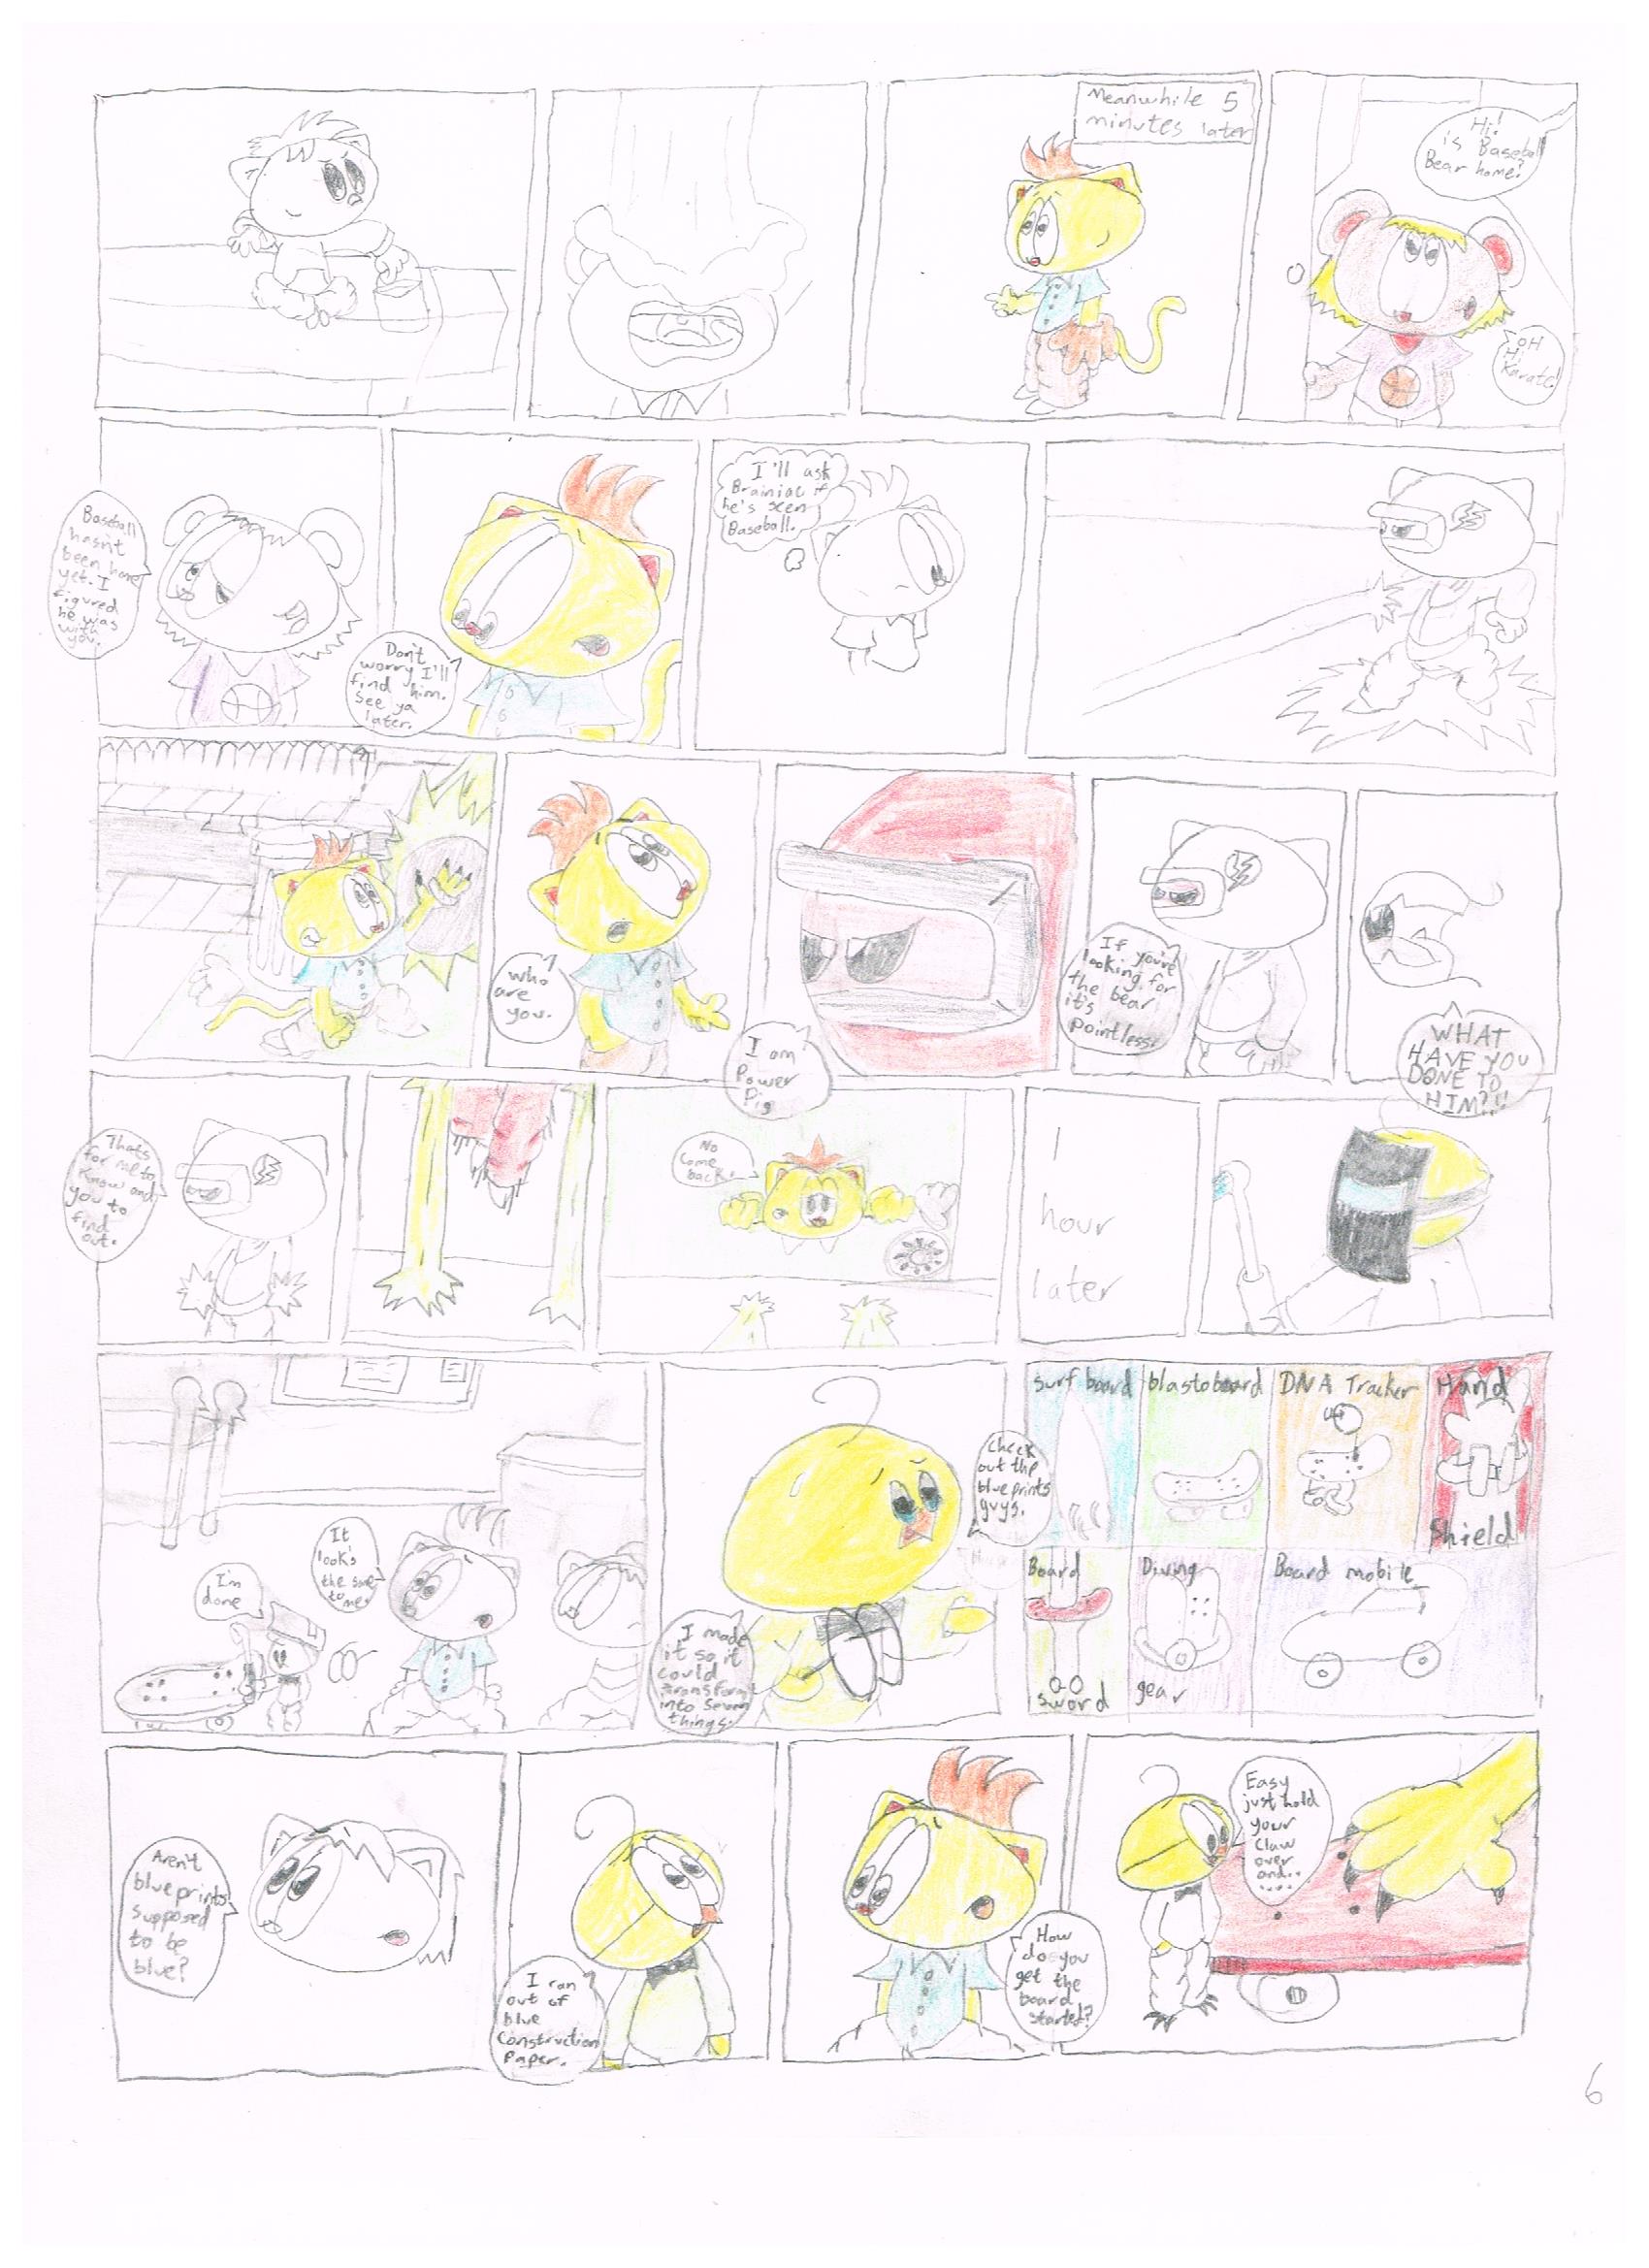 Meanwhile 5
minutes later
Hi!
is Baseball
Bear home?
OH
Hi
Karate!
Baseball
hasn't
been home
yet. I
figured
he was
with
you.
Don't
worry I'll
find him.
see ya
later.
I'll ask
Brainiac if
he's seen
Baseball.
who
are
you.
I am
Power
Pig
If you're
looking for
the bear
it's
pointless.
WHAT
HAVE YOU
DONE TO
HIM?!!
Thats
for me to
know and
you to
find
out.
No
come
back!
1
hour
later
I'm
done
It
look's
the same
to me.
I made
it so it
could
transform
into seven
things.
Check
out the
blueprints
guys.
surf board
blastoboard
DNA Tracker
Hand
shield
Board
sword
Diving
gear
Board mobile
Aren't
blueprints
supposed
to be
blue?
I ran
out of
blue
Construction
Paper.
How
do you
get the
board
started?
Easy
just hold
your
claw
over
and..
.....
6